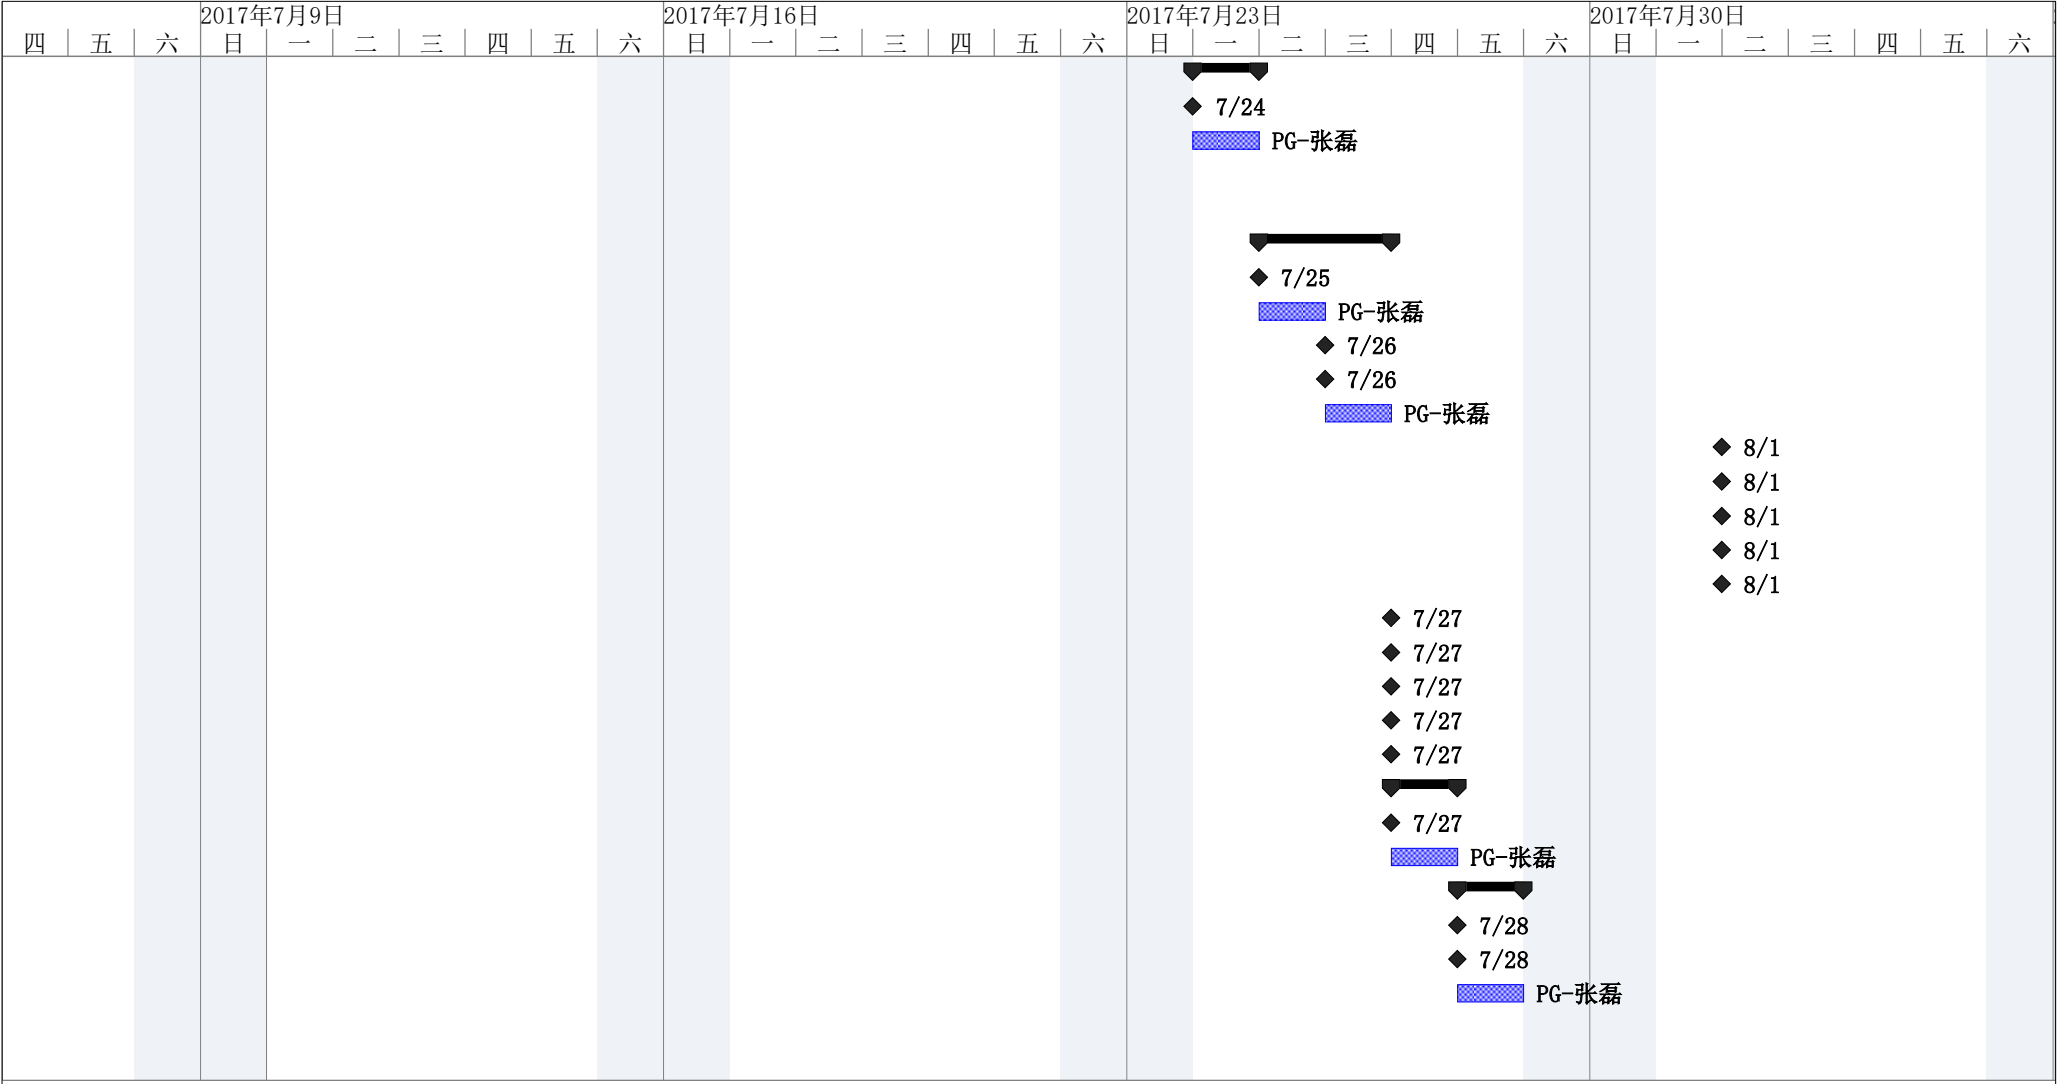 2017年7月9日 2017年7月16日 2017年7月23日 2017年7月30日
四 五 六 日 一 二 三 四 五 六 日 一 二 三 四 五 六 日 一 二 三 四 五 六 日 一 二 三 四 五 六
7/24
PG-张磊
7/25
PG-张磊
7/26
7/26
PG-张磊
8/1
8/1
8/1
8/1
8/1
7/27
7/27
7/27
7/27
7/27
7/27
PG-张磊
7/28
7/28
PG-张磊